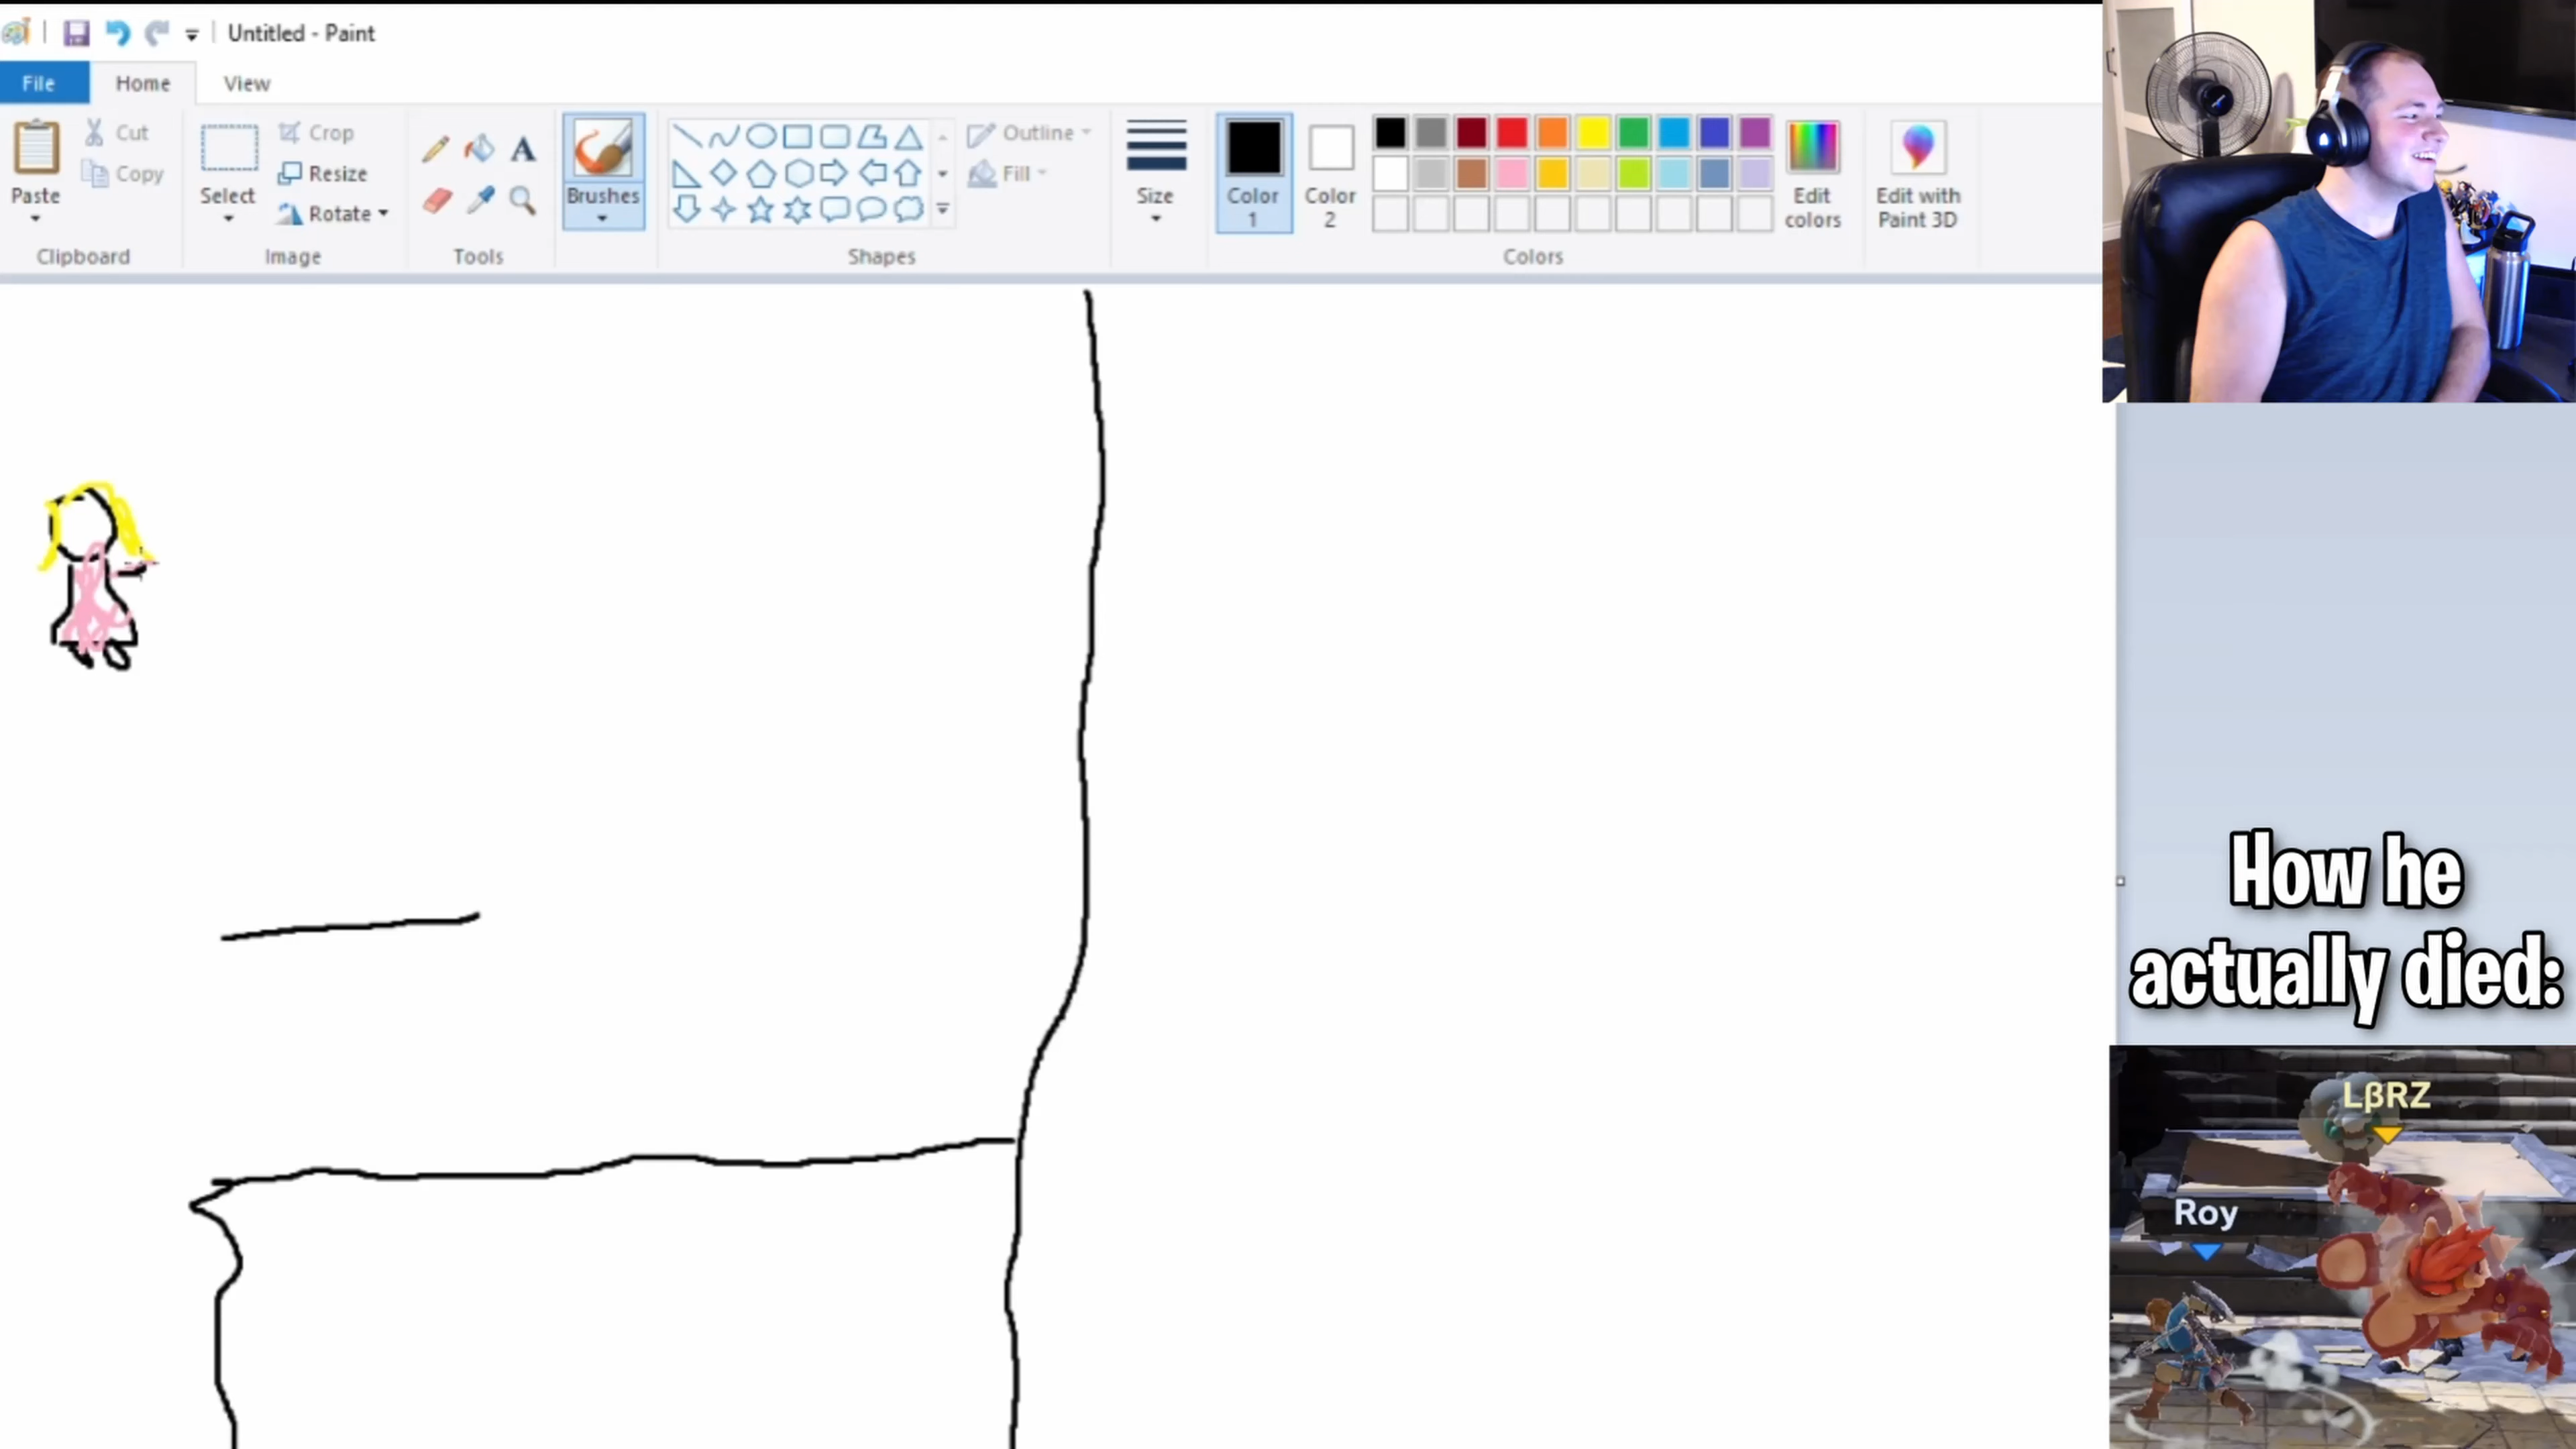 Untitled - Paint
File Home View
Paste
Cut
Copy
Clipboard
Select
Crop
Resize
Rotate
Image
A
Tools
Brushes
Shapes
Outline
Fill
Size
Color
1
Color
2
Colors
Edit
colors
Edit with
Paint 3D
How he
actually died:
LβRZ
Roy